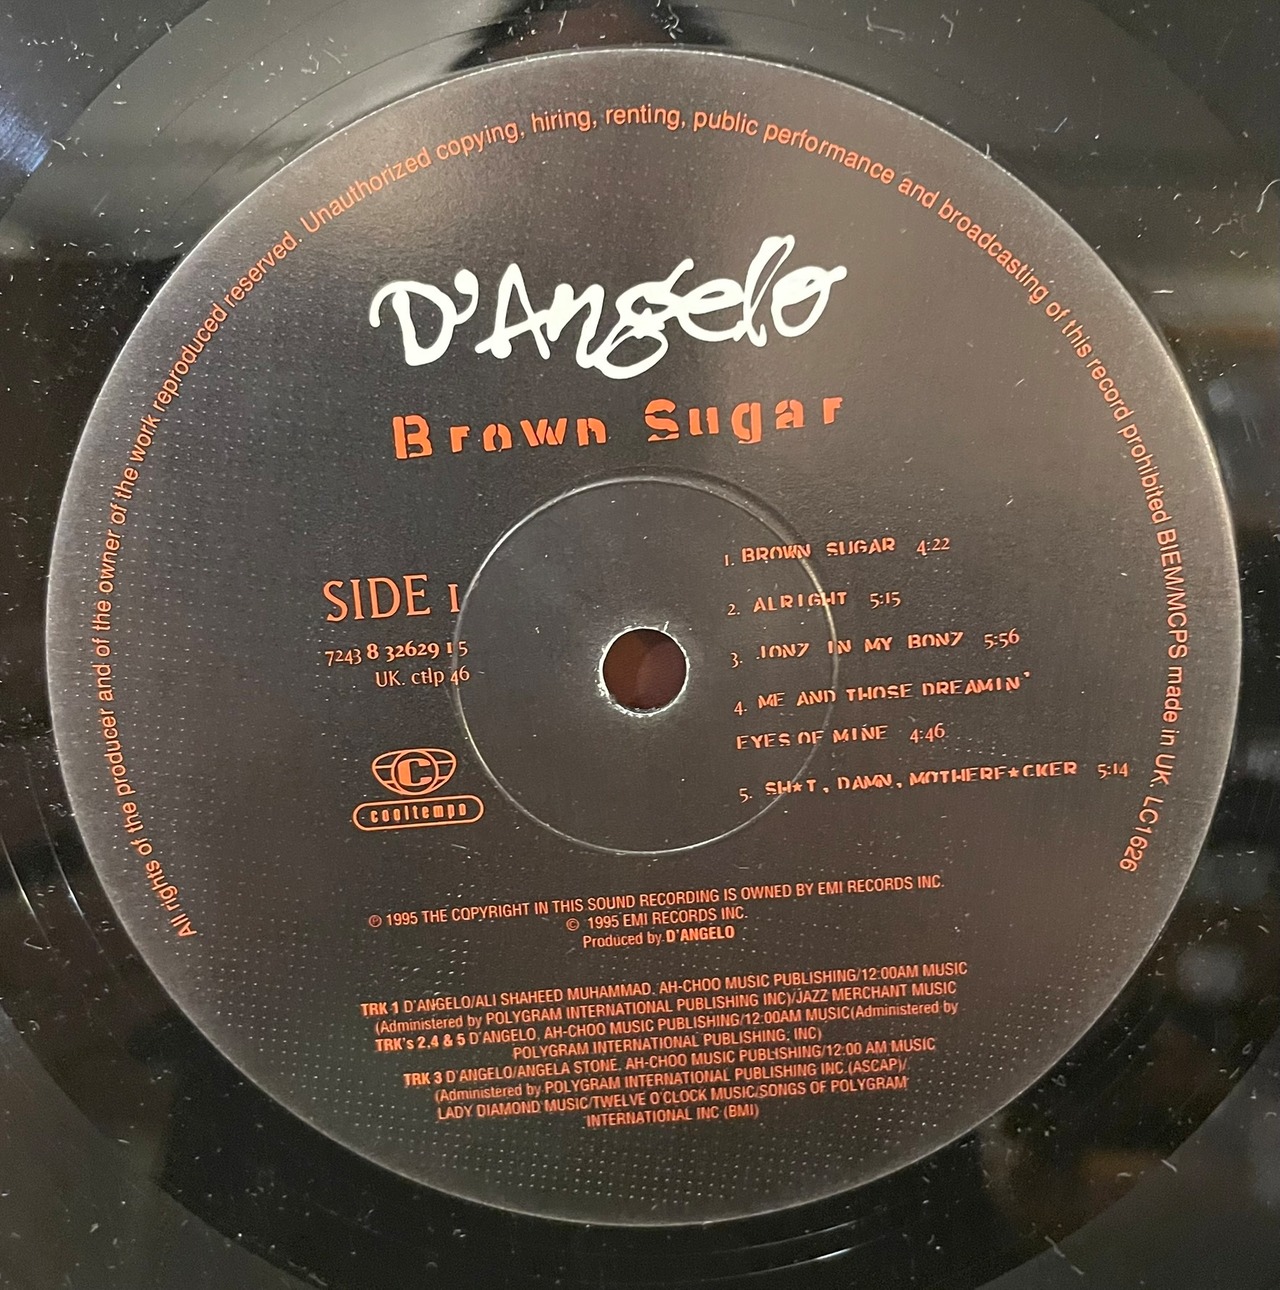 All rights of the producer and of the owner of the work reproduced reserved. Unauthorized copying, hiring, renting, public performance and broadcasting of this record prohibited BIEM/MCPS made in UK. LC1626
D'Angelo
Brown Sugar
SIDE 1
7243 8 32629 1 5
UK. ctlp 46
C
cooltempo
1. BROWN SUGAR 4:22
2. ALRIGHT 5:15
3. JONZ IN MY BONZ 5:56
4. ME AND THOSE DREAMIN'
EYES OF MINE 4:46
5. SH★T, DAMN, MOTHERF★CKER 5:14
℗ 1995 THE COPYRIGHT IN THIS SOUND RECORDING IS OWNED BY EMI RECORDS INC.
© 1995 EMI RECORDS INC.
Produced by D'ANGELO
TRK 1 D'ANGELO/ALI SHAHEED MUHAMMAD. AH-CHOO MUSIC PUBLISHING/12:00AM MUSIC
(Administered by POLYGRAM INTERNATIONAL PUBLISHING INC)/JAZZ MERCHANT MUSIC
TRK's 2,4 & 5 D'ANGELO, AH-CHOO MUSIC PUBLISHING/12:00AM MUSIC(Administered by
POLYGRAM INTERNATIONAL PUBLISHING. INC)
TRK 3 D'ANGELO/ANGELA STONE. AH-CHOO MUSIC PUBLISHING/12:00 AM MUSIC
(Administered by POLYGRAM INTERNATIONAL PUBLISHING INC.(ASCAP)/
LADY DIAMOND MUSIC/TWELVE O'CLOCK MUSIC/SONGS OF POLYGRAM
INTERNATIONAL INC (BMI)